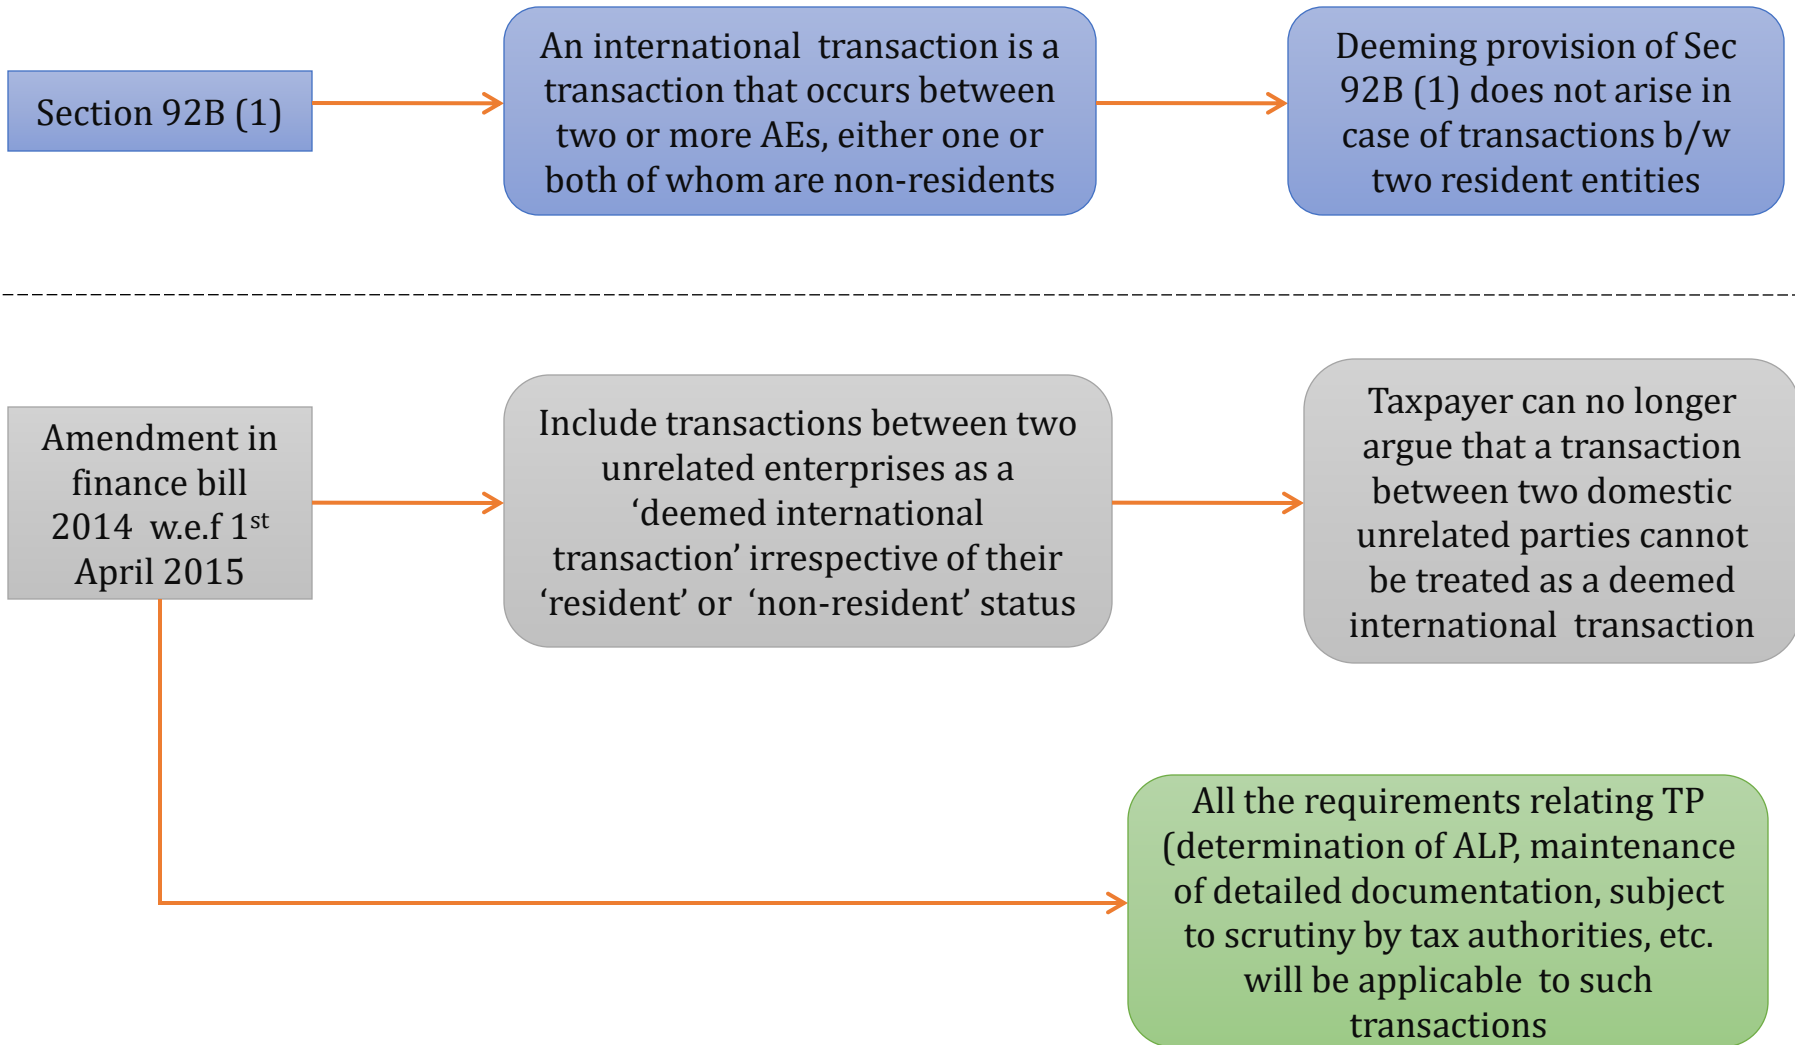 Section 92B (1)
An international transaction is a
transaction that occurs between
two or more AEs, either one or
both of whom are non-residents
Deeming provision of Sec
92B (1) does not arise in
case of transactions b/w
two resident entities
Amendment in
finance bill
2014 w.e.f 1st
April 2015
Include transactions between two
unrelated enterprises as a
‘deemed international
transaction’ irrespective of their
‘resident’ or ‘non-resident’ status
Taxpayer can no longer
argue that a transaction
between two domestic
unrelated parties cannot
be treated as a deemed
international transaction
All the requirements relating TP
(determination of ALP, maintenance
of detailed documentation, subject
to scrutiny by tax authorities, etc.
will be applicable to such
transactions